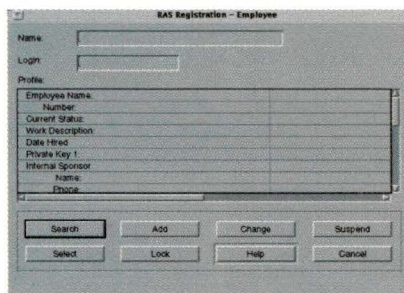 RAS Registration - Employee
Name:
Login:
Profile:
Employee Name:
Number:
Current Status:
Work Description:
Date Hired
Private Key 1:
Internal Sponsor
Name:
Phone:
Search Add Change Suspend
Select Lock Help Cancel